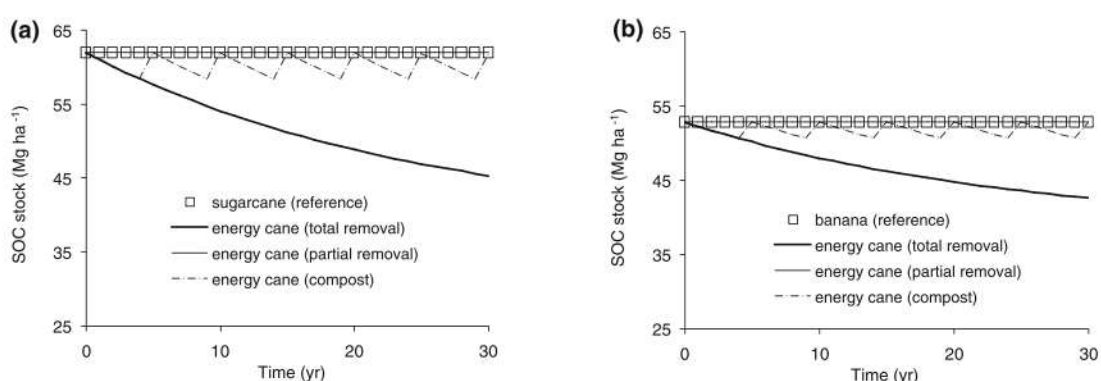 (a)
65
55
45
35
25
SOC stock (Mg ha -1)
sugarcane (reference)
energy cane (total removal)
energy cane (partial removal)
energy cane (compost)
0 10 20 30
Time (yr)
(b)
65
55
45
35
25
SOC stock (Mg ha -1)
banana (reference)
energy cane (total removal)
energy cane (partial removal)
energy cane (compost)
0 10 20 30
Time (yr)